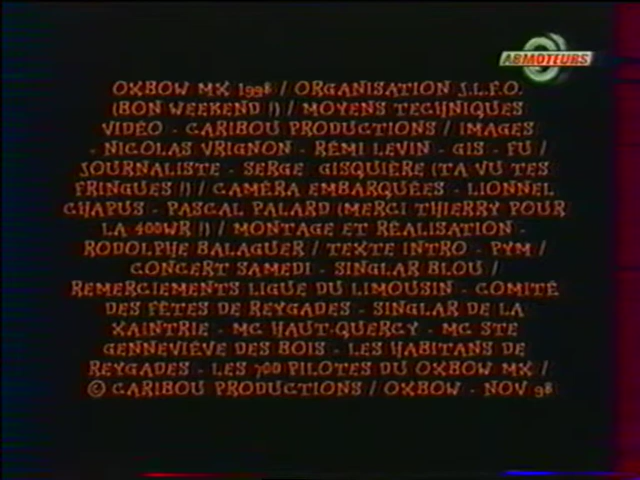 ABMOTEURS
OXBOW MX 1998 / ORGANISATION J.L.F.O.
(BON WEEKEND !) / MOYENS TECHNIQUES
VIDÉO - CARIBOU PRODUCTIONS / IMAGES
- NICOLAS VRIGNON - RÉMI LEVIN - GIS - FU /
JOURNALISTE - SERGE GISQUIÈRE (TA VU TES
FRINGUES !) / CAMÉRA EMBARQUÉES - LIONNEL
CHAPUS - PASCAL PALARD (MERCI THIERRY POUR
LA 400WR !) / MONTAGE ET RÉALISATION -
RODOLPHE BALAGUER / TEXTE INTRO - PYM /
CONCERT SAMEDI - SINGLAR BLOU /
REMERCIEMENTS LIGUE DU LIMOUSIN - COMITÉ
DES FÊTES DE REYGADES - SINGLAR DE LA
XAINTRIE - MC HAUT-QUERCY - MC STE
GENNEVIÈVE DES BOIS - LES HABITANS DE
REYGADES - LES 700 PILOTES DU OXBOW MX /
© CARIBOU PRODUCTIONS / OXBOW - NOV 98